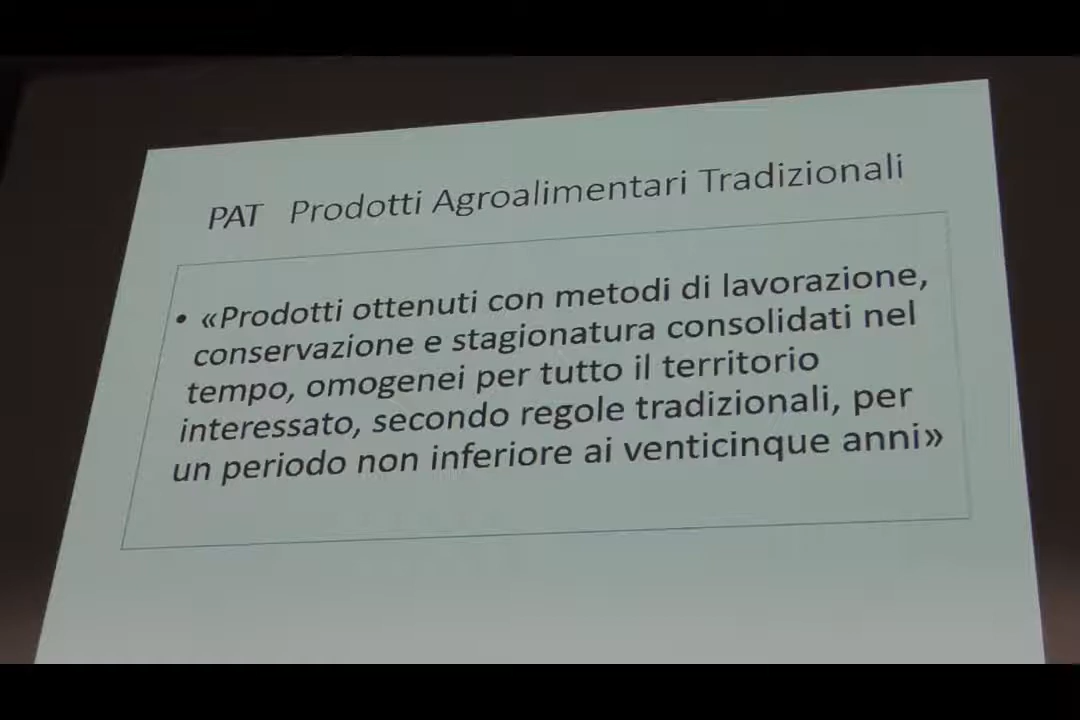 PAT Prodotti Agroalimentari Tradizionali
• «Prodotti ottenuti con metodi di lavorazione,
conservazione e stagionatura consolidati nel
tempo, omogenei per tutto il territorio
interessato, secondo regole tradizionali, per
un periodo non inferiore ai venticinque anni»